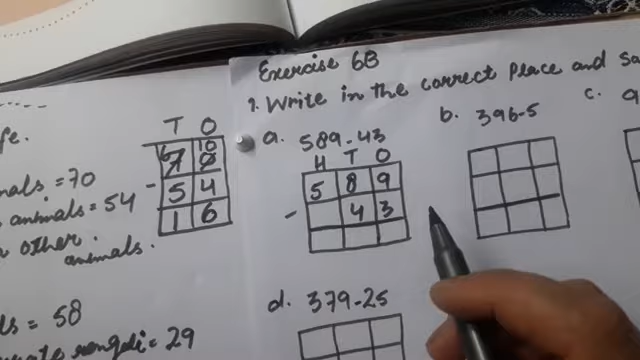 fe.
T O
6 10
7 0
nals = 70
- 5 4
animals = 54
1 6
other
animals.
ls = 58
= 29
Exercise 6B
1. Write in the correct place and
a. 589-43
H T O
5 8 9
- 4 3
b. 396-5
c.
d. 379-25